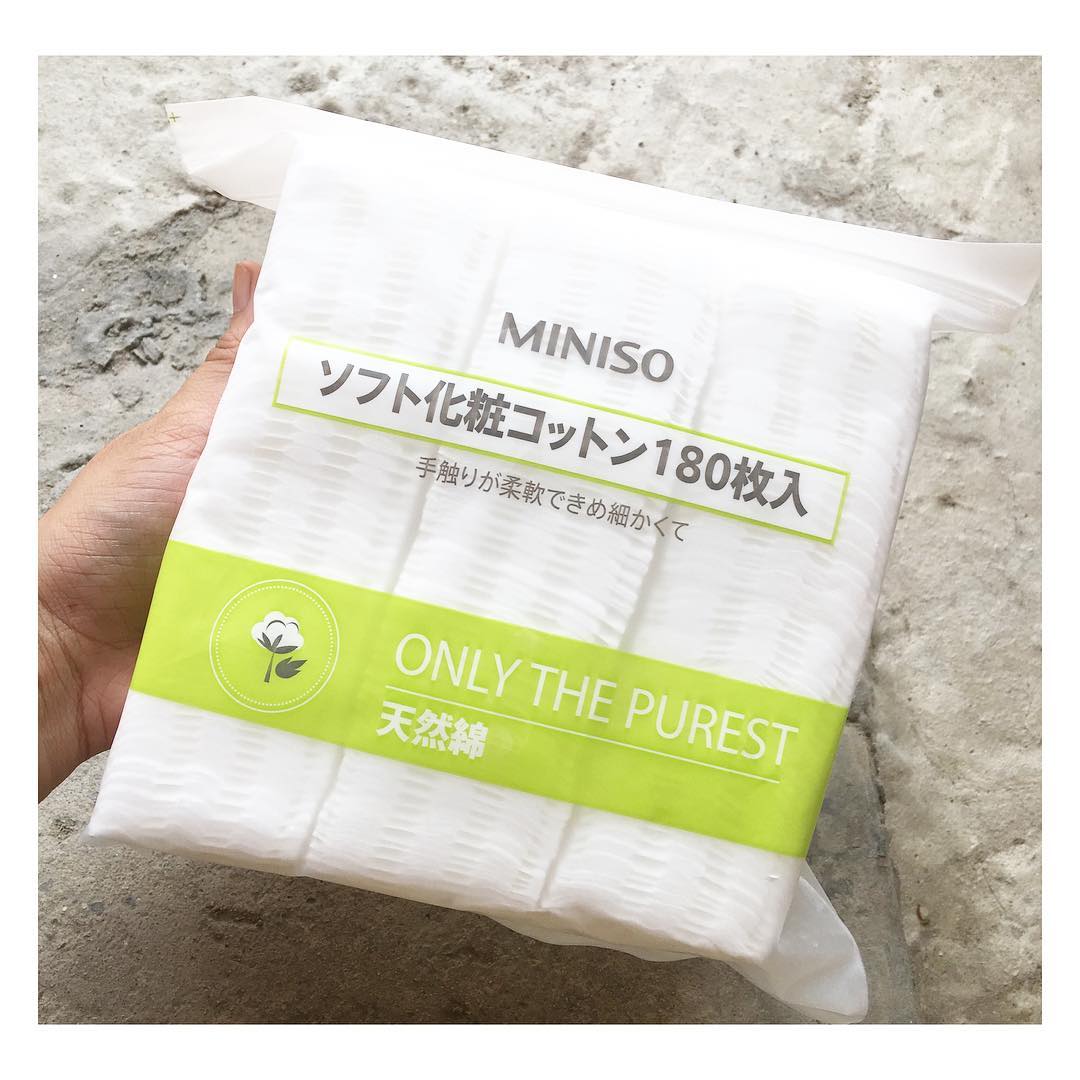 MINISO
ソフト化粧コットン180枚入
手触りが柔軟できめ細かくて
ONLY THE PUREST
天然綿